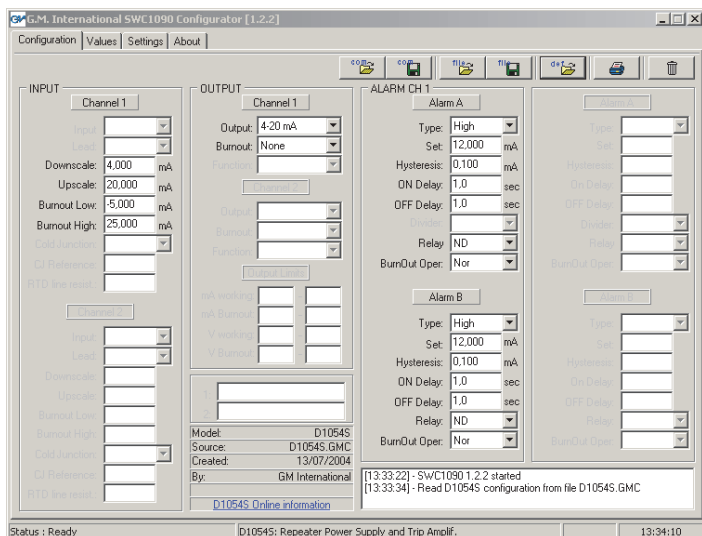 G.M. International SWC1090 Configurator [1.2.2]
Configuration Values Settings About
com com file file def
INPUT
Channel 1
Input:
Lead:
Downscale: 4,000 mA
Upscale: 20,000 mA
Burnout Low: -5,000 mA
Burnout High: 25,000 mA
Cold Junction:
CJ Reference:
RTD line resist.:
Channel 2
Input:
Lead:
Downscale:
Upscale:
Burnout Low:
Burnout High:
Cold Junction:
CJ Reference:
RTD line resist.:
OUTPUT
Channel 1
Output: 4-20 mA
Burnout: None
Function:
Channel 2
Output:
Burnout:
Function:
Output Limits
mA working: -
mA Burnout: -
V working: -
V Burnout: -
1
2
Model: D1054S
Source: D1054S.GMC
Created: 13/07/2004
By: GM International
D1054S Online information
ALARM CH 1
Alarm A
Type: High
Set: 12,000 mA
Hysteresis: 0,100 mA
ON Delay: 1,0 sec
OFF Delay: 1,0 sec
Divider:
Relay ND
BurnOut Oper: Nor
Alarm B
Type: High
Set: 12,000 mA
Hysteresis: 0,100 mA
ON Delay: 1,0 sec
OFF Delay: 1,0 sec
Relay: ND
BurnOut Oper: Nor
Alarm A
Type:
Set:
Hysteresis:
On Delay:
OFF Delay:
Divider:
Relay
BurnOut Oper:
Alarm B
Type:
Set:
Hysteresis:
On Delay:
OFF Delay:
Relay:
BurnOut Oper:
[13:33:22] - SWC1090 1.2.2 started
[13:33:34] - Read D1054S configuration from file D1054S.GMC
Status : Ready
D1054S: Repeater Power Supply and Trip Amplif.
13:34:10